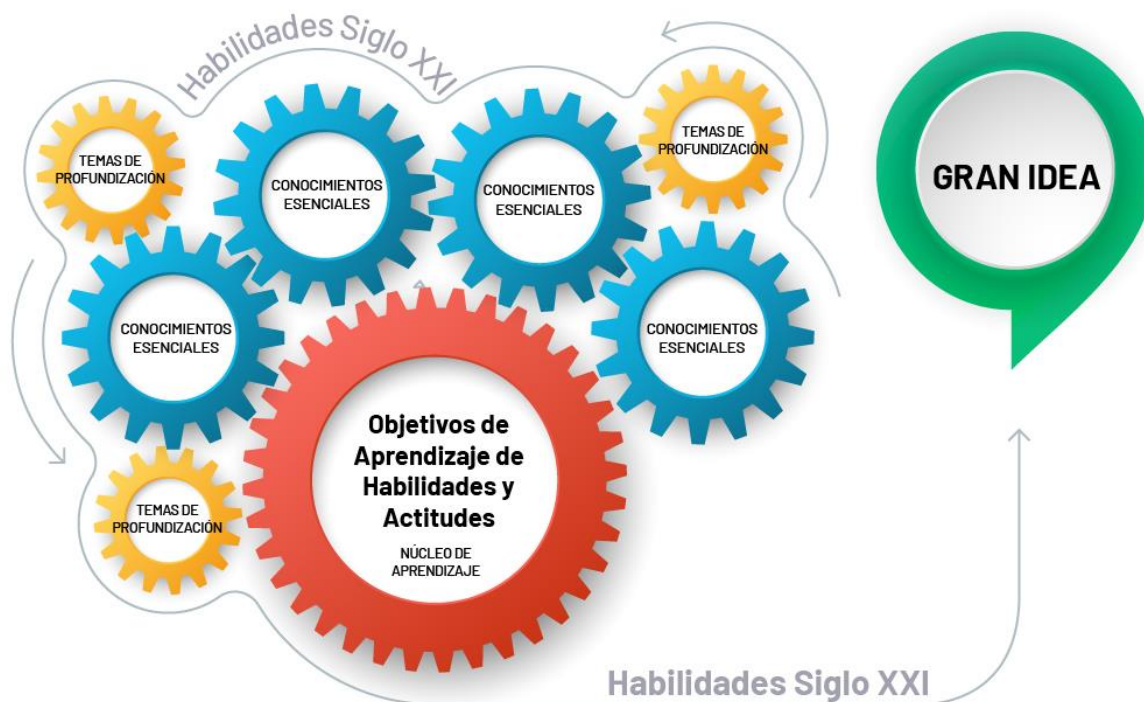 Habilidades Siglo XXI
TEMAS DE
PROFUNDIZACIÓN
CONOCIMIENTOS
ESENCIALES
CONOCIMIENTOS
ESENCIALES
TEMAS DE
PROFUNDIZACIÓN
GRAN IDEA
CONOCIMIENTOS
ESENCIALES
CONOCIMIENTOS
ESENCIALES
Objetivos de
Aprendizaje de
Habilidades y
Actitudes
NÚCLEO DE
APRENDIZAJE
TEMAS DE
PROFUNDIZACIÓN
Habilidades Siglo XXI